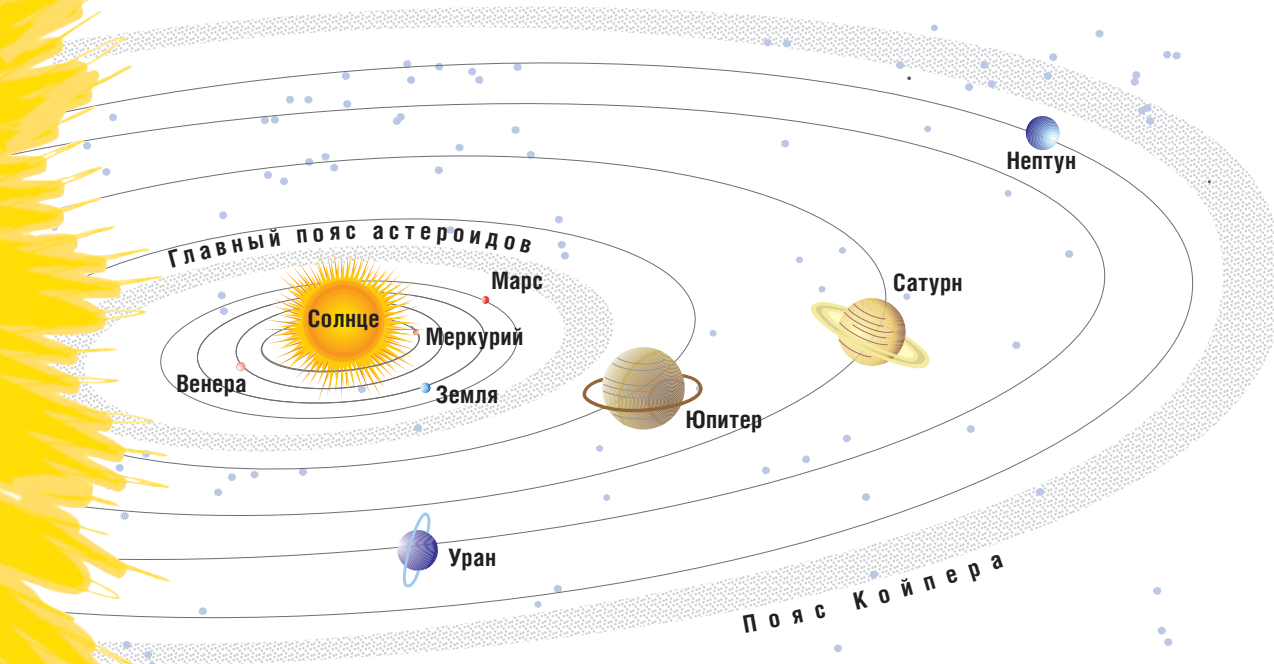 Нептун
Главный пояс астероидов
Марс
Сатурн
Солнце
Меркурий
Венера
Земля
Юпитер
Уран
Пояс Койпера